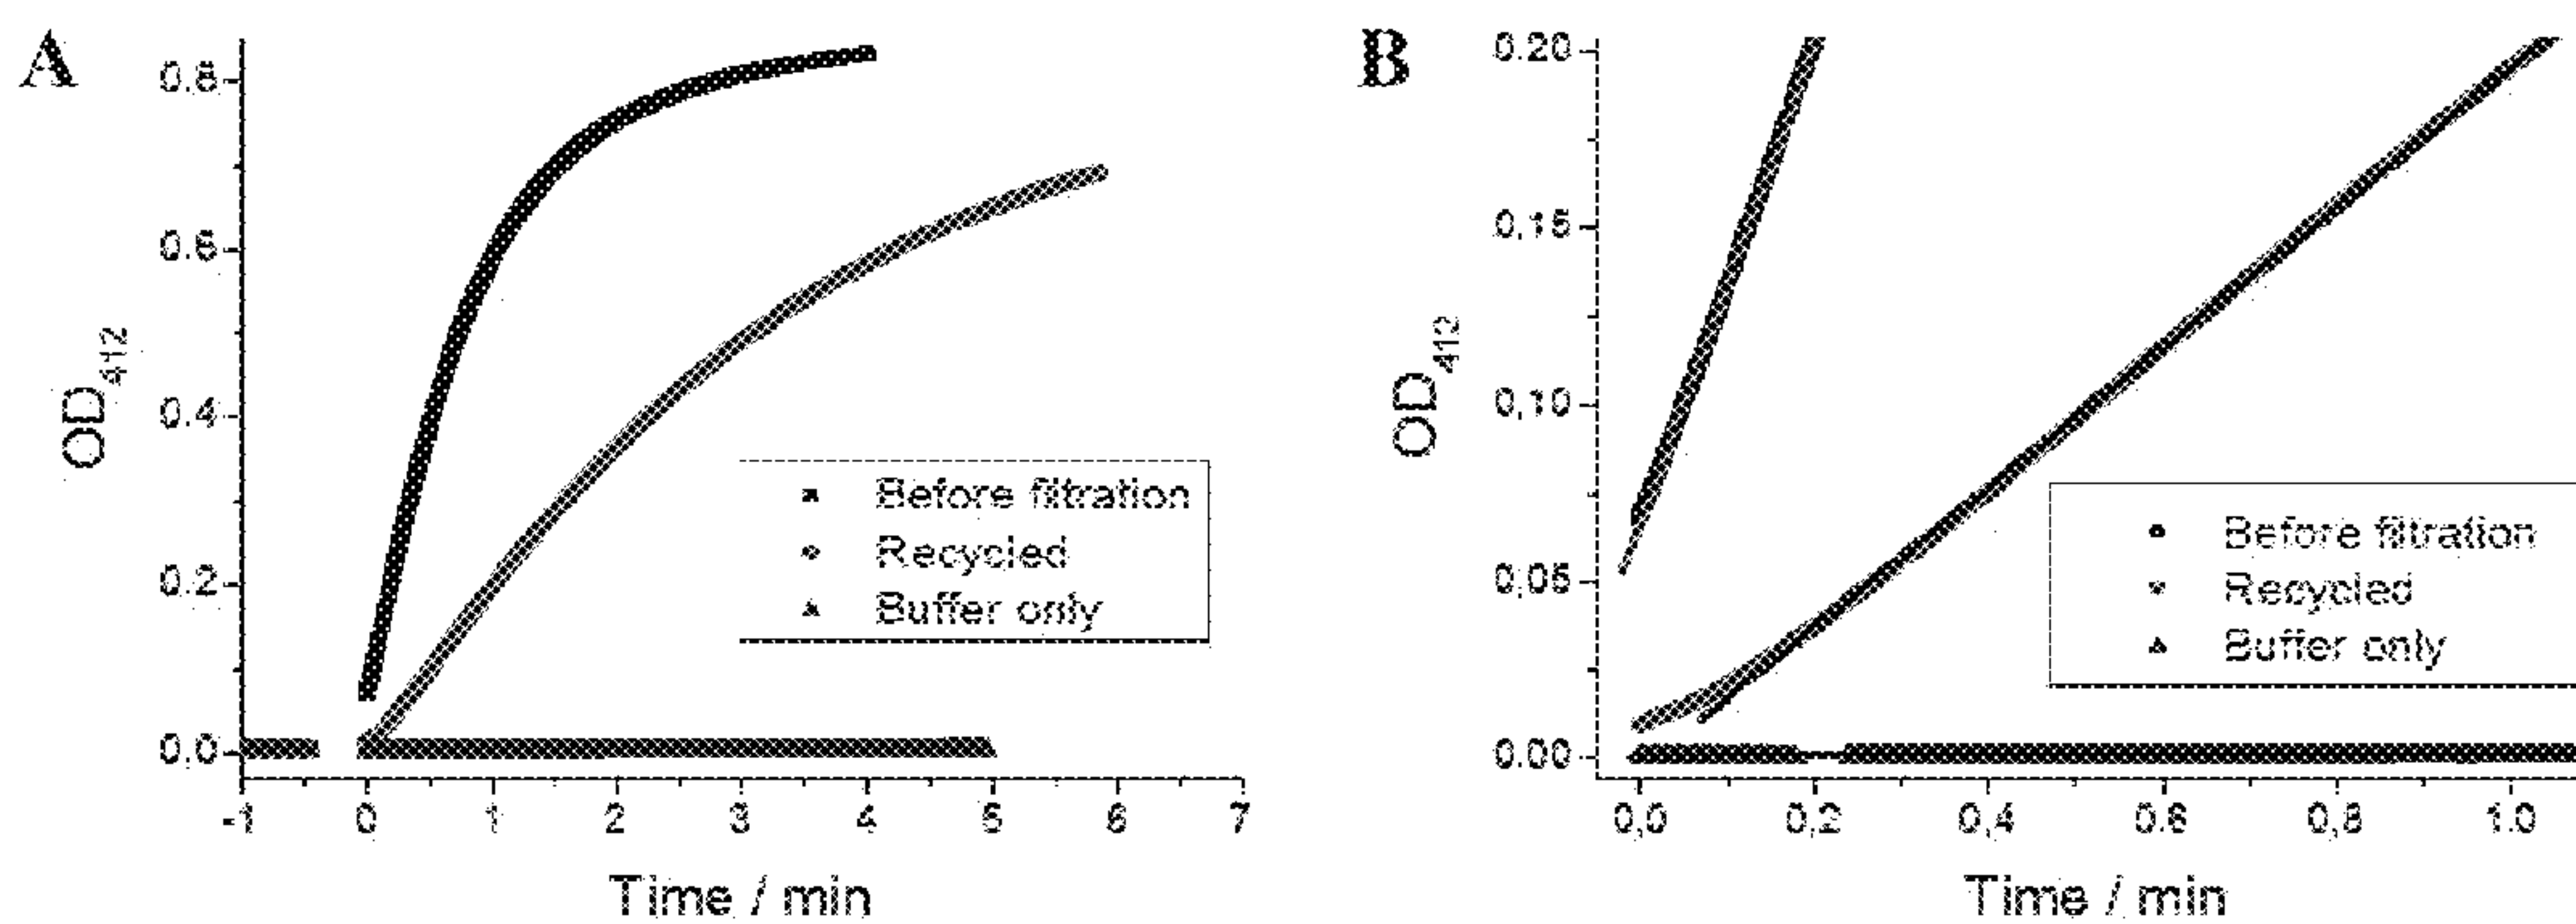 A
OD412
0.8
0.6
0.4
0.2
0.0
-1 0 1 2 3 4 5 6 7
Time / min
Before filtration
Recycled
Buffer only
B
OD412
0.20
0.15
0.10
0.05
0.00
0,0 0,2 0,4 0.6 0,8 1.0
Time / min
Before filtration
Recycled
Buffer only